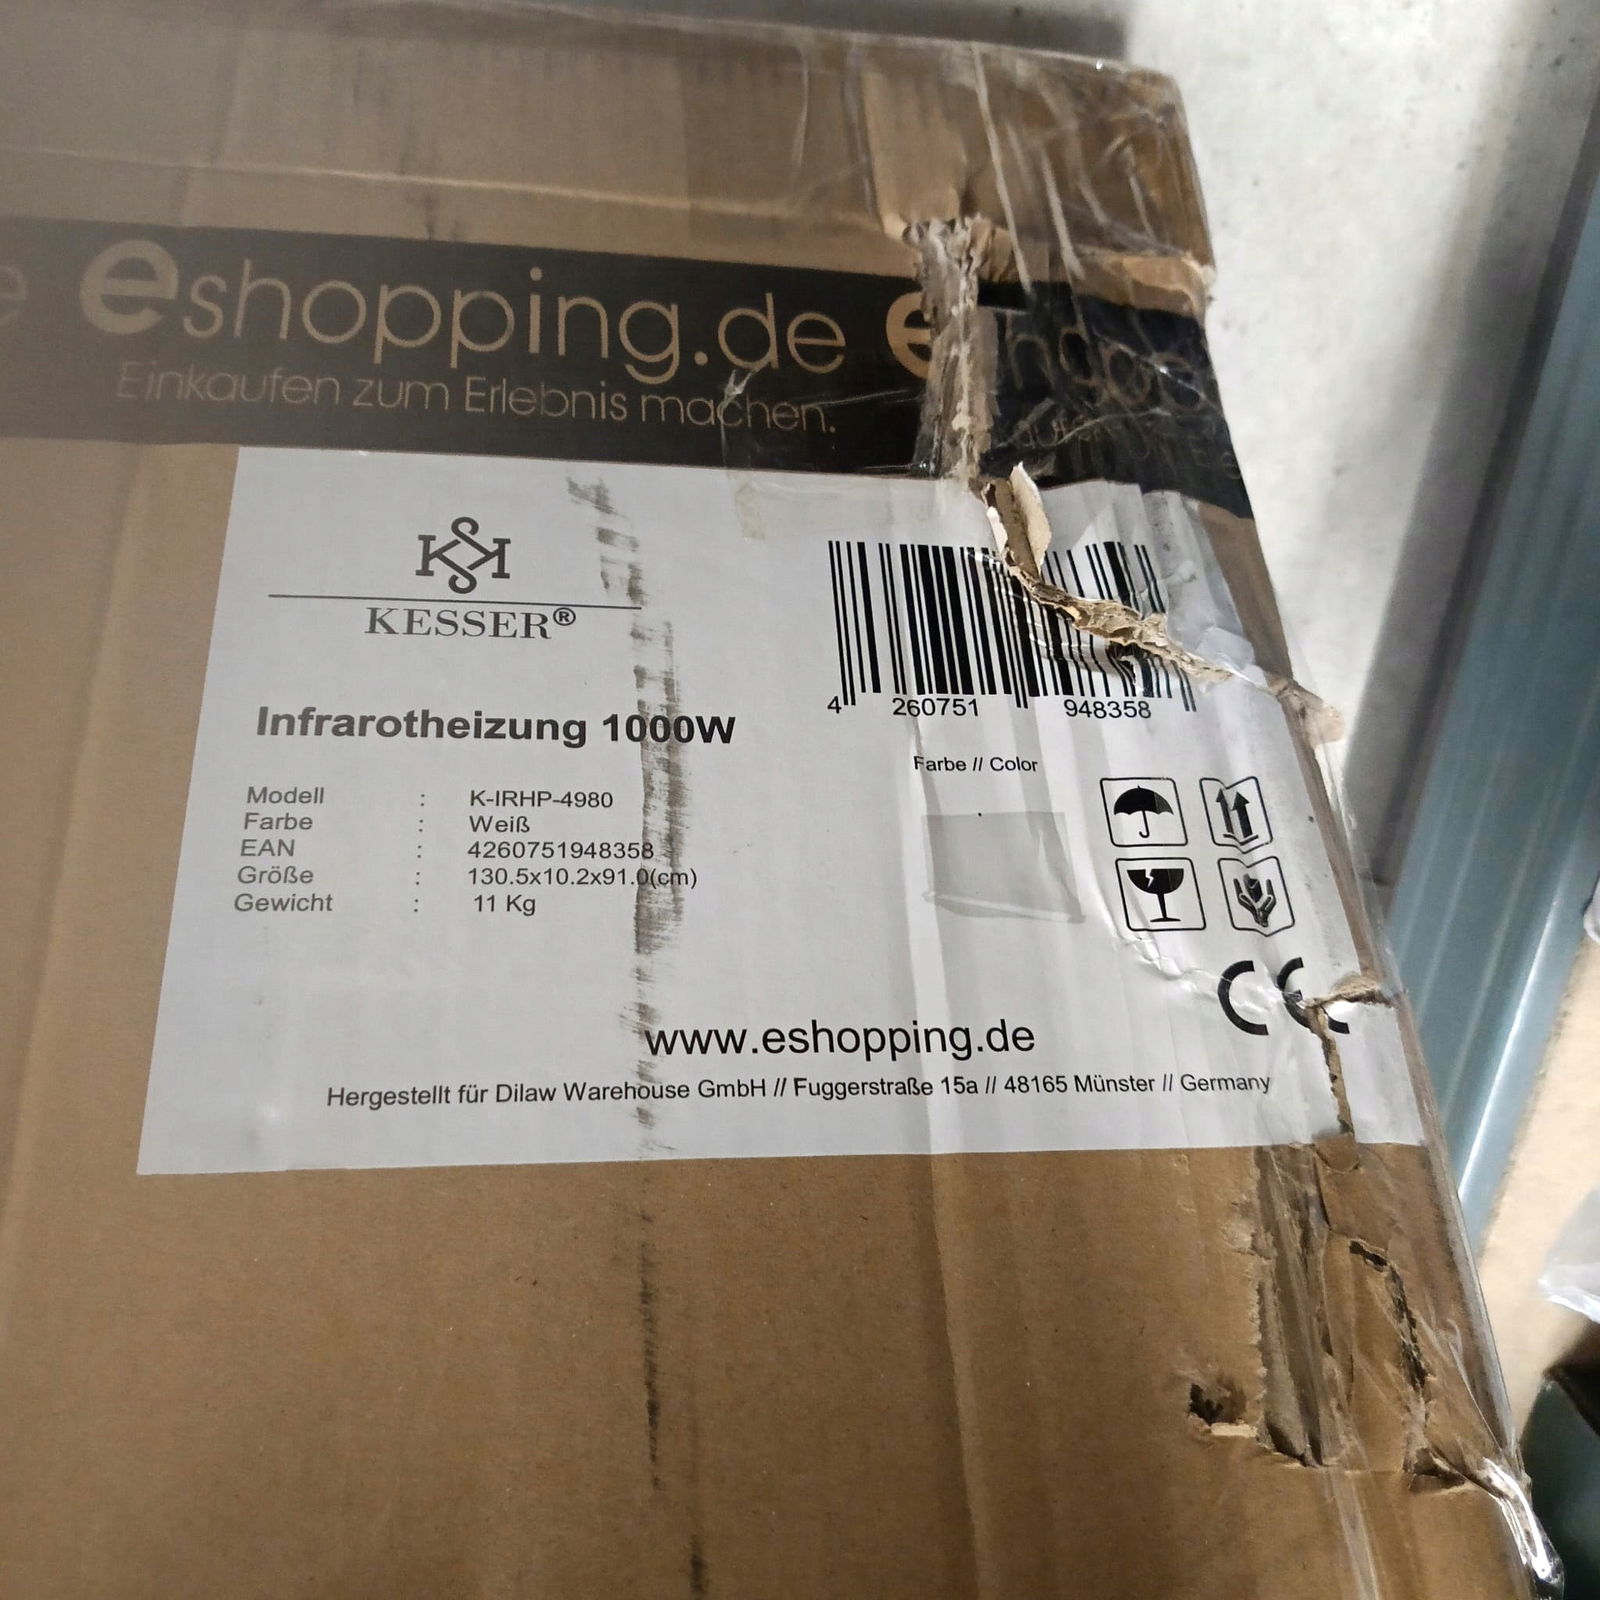 eshopping.de
Einkaufen zum Erlebnis machen.
KESSER®
Infrarotheizung 1000W
Modell : K-IRHP-4980
Farbe : Weiß
EAN : 4260751948358
Größe : 130.5x10.2x91.0(cm)
Gewicht : 11 Kg
4 260751 948358
Farbe // Color
CE
www.eshopping.de
Hergestellt für Dilaw Warehouse GmbH // Fuggerstraße 15a // 48165 Münster // Germany